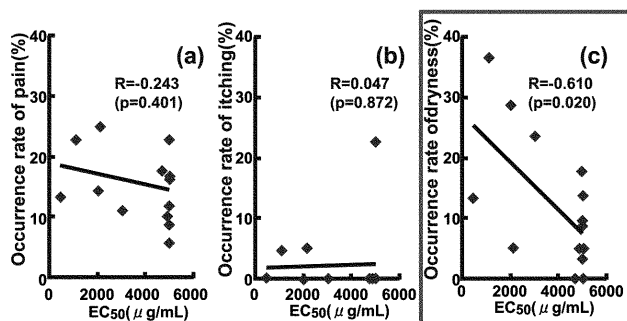 (a)
R=-0.243
(p=0.401)
Occurrence rate of pain(%)
40
30
20
10
0
0 2000 4000 6000
EC50(μg/mL)
(b)
R=0.047
(p=0.872)
Occurrence rate of itching(%)
40
30
20
10
0
0 2000 4000 6000
EC50(μg/mL)
(c)
R=-0.610
(p=0.020)
Occurrence rate ofdryness(%)
40
30
20
10
0
0 2000 4000 6000
EC50(μg/mL)